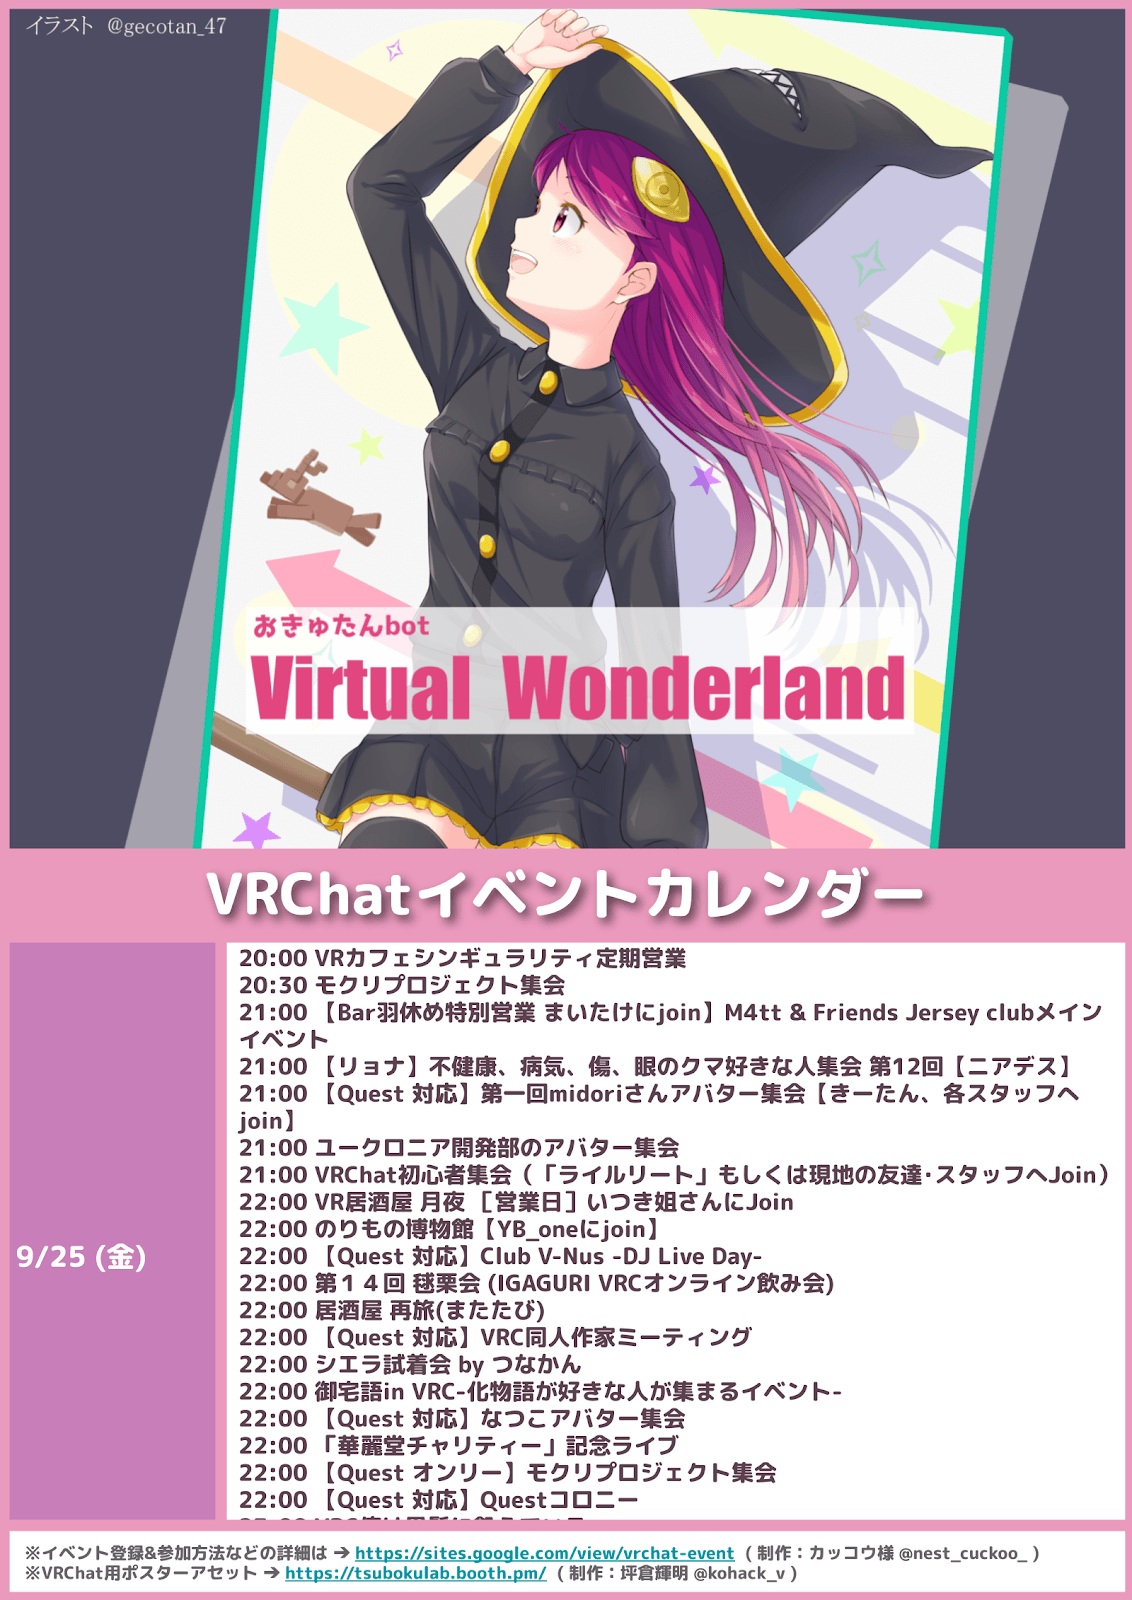 イラスト @gecotan_47
おきゅたんbot
Virtual Wonderland
VRChatイベントカレンダー
9/25 (金)
20:00 VRカフェシンギュラリティ定期営業
20:30 モクリプロジェクト集会
21:00 【Bar羽休め特別営業 まいたけにjoin】M4tt & Friends Jersey clubメイン
イベント
21:00 【リョナ】不健康、病気、傷、眼のクマ好きな人集会 第12回【ニアデス】
21:00 【Quest 対応】第一回midoriさんアバター集会【きーたん、各スタッフへ
join】
21:00 ユークロニア開発部のアバター集会
21:00 VRChat初心者集会（「ライルリート」もしくは現地の友達･スタッフへJoin）
22:00 VR居酒屋 月夜 ［営業日］いつき姐さんにJoin
22:00 のりもの博物館【YB_oneにjoin】
22:00 【Quest 対応】Club V-Nus -DJ Live Day-
22:00 第１４回 毬栗会 (IGAGURI VRCオンライン飲み会)
22:00 居酒屋 再旅(またたび)
22:00 【Quest 対応】VRC同人作家ミーティング
22:00 シエラ試着会 by つなかん
22:00 御宅語in VRC-化物語が好きな人が集まるイベント-
22:00 【Quest 対応】なつこアバター集会
22:00 「華麗堂チャリティー」記念ライブ
22:00 【Quest オンリー】モクリプロジェクト集会
22:00 【Quest 対応】Questコロニー
※イベント登録&参加方法などの詳細は ➔ https://sites.google.com/view/vrchat-event ( 制作：カッコウ様 @nest_cuckoo_ )
※VRChat用ポスターアセット ➔ https://tsubokulab.booth.pm/ ( 制作：坪倉輝明 @kohack_v )